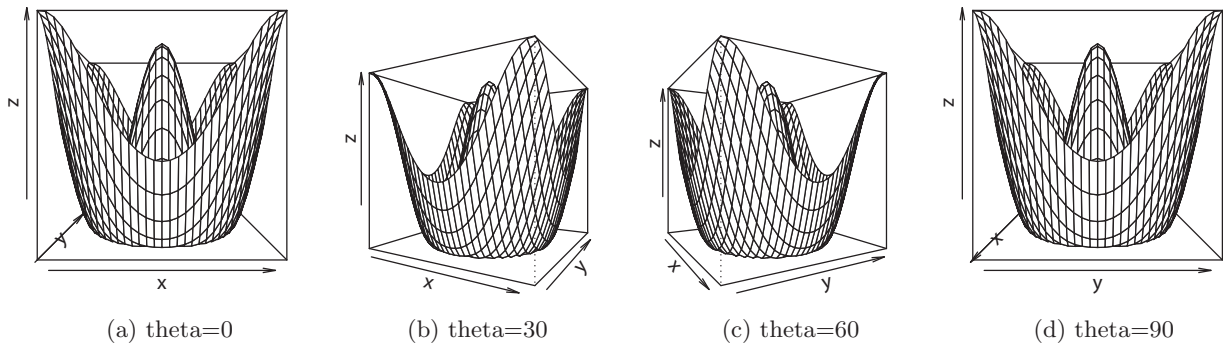 z
y
x
(a) theta=0
z
x
y
(b) theta=30
z
x
y
(c) theta=60
z
x
y
(d) theta=90